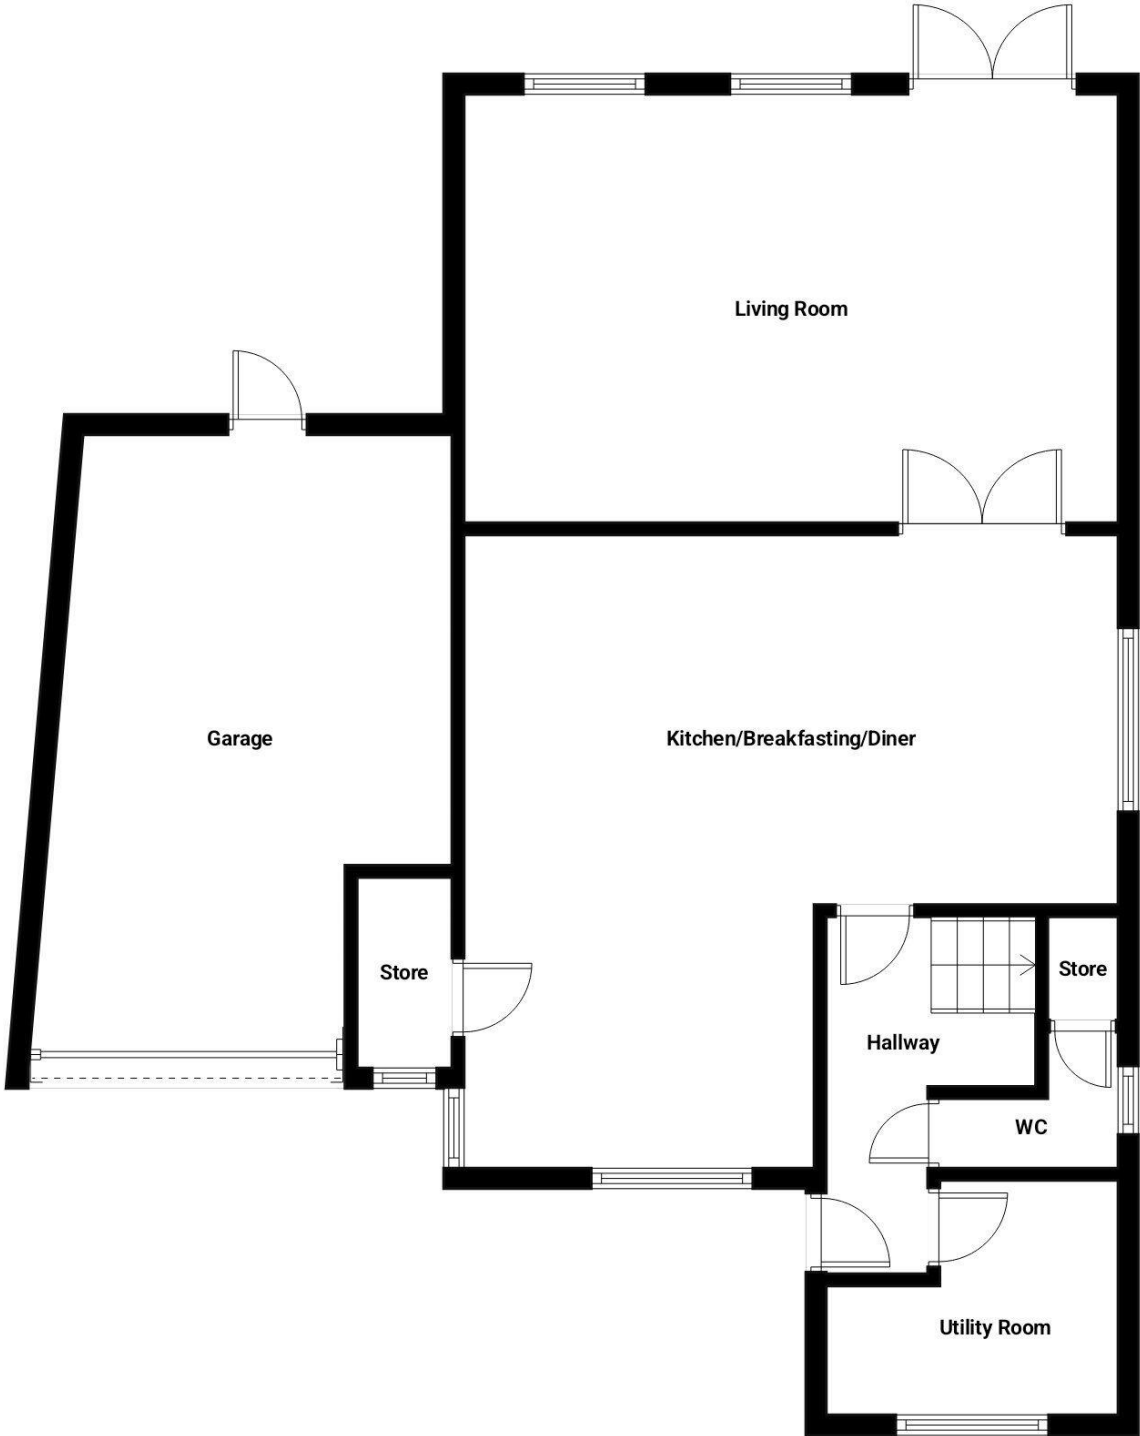 Living Room
Garage
Kitchen/Breakfasting/Diner
Store
Store
Hallway
WC
Utility Room